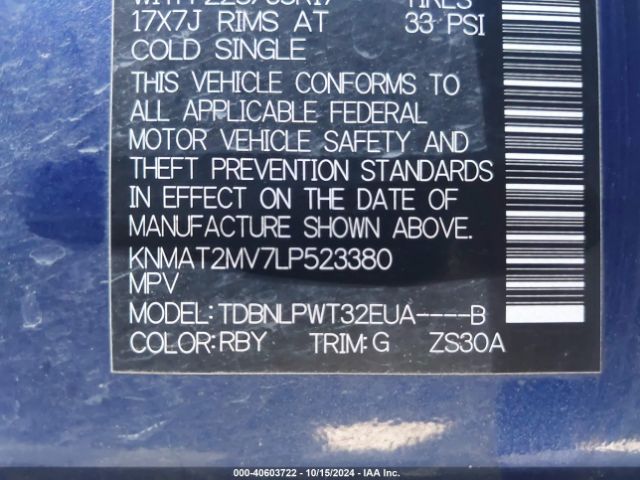 17X7J RIMS AT 33 PSI
COLD SINGLE
THIS VEHICLE CONFORMS TO
ALL APPLICABLE FEDERAL
MOTOR VEHICLE SAFETY AND
THEFT PREVENTION STANDARDS
IN EFFECT ON THE DATE OF
MANUFACTURE SHOWN ABOVE.
KNMAT2MV7LP523380
MPV
MODEL: TDBNLPWT32EUA----B
COLOR: RBY TRIM: G ZS30A
000-40603722 - 10/15/2024 - IAA Inc.